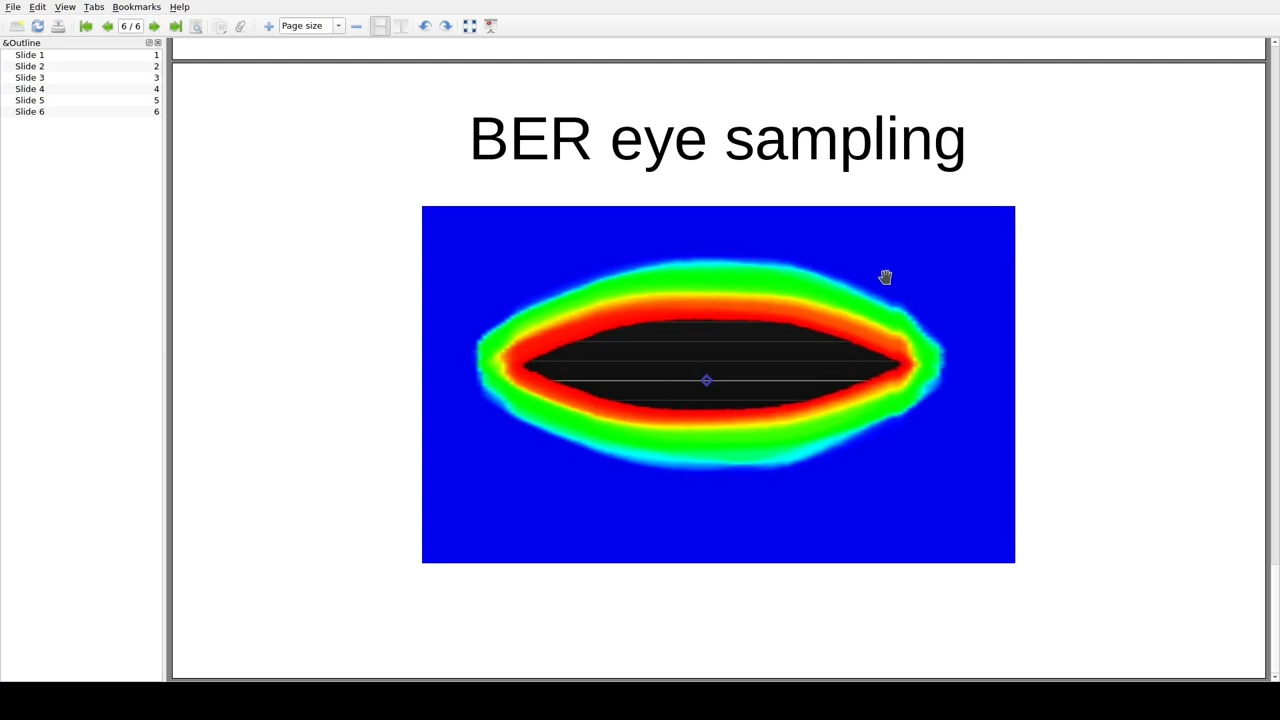 File Edit View Tabs Bookmarks Help
6 / 6 Page size
&Outline
Slide 1 1
Slide 2 2
Slide 3 3
Slide 4 4
Slide 5 5
Slide 6 6
BER eye sampling